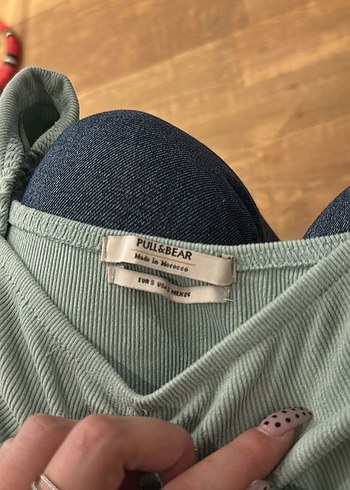 PULL&BEAR
Made in Morocco
EUR S USA S MEX 26